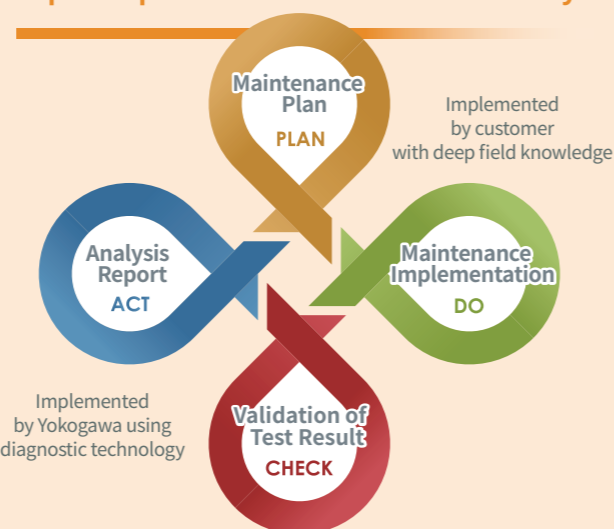 Maintenance
Plan
PLAN
Implemented
by customer
with deep field knowledge
Analysis
Report
ACT
Maintenance
Implementation
DO
Implemented
by Yokogawa using
diagnostic technology
Validation of
Test Result
CHECK